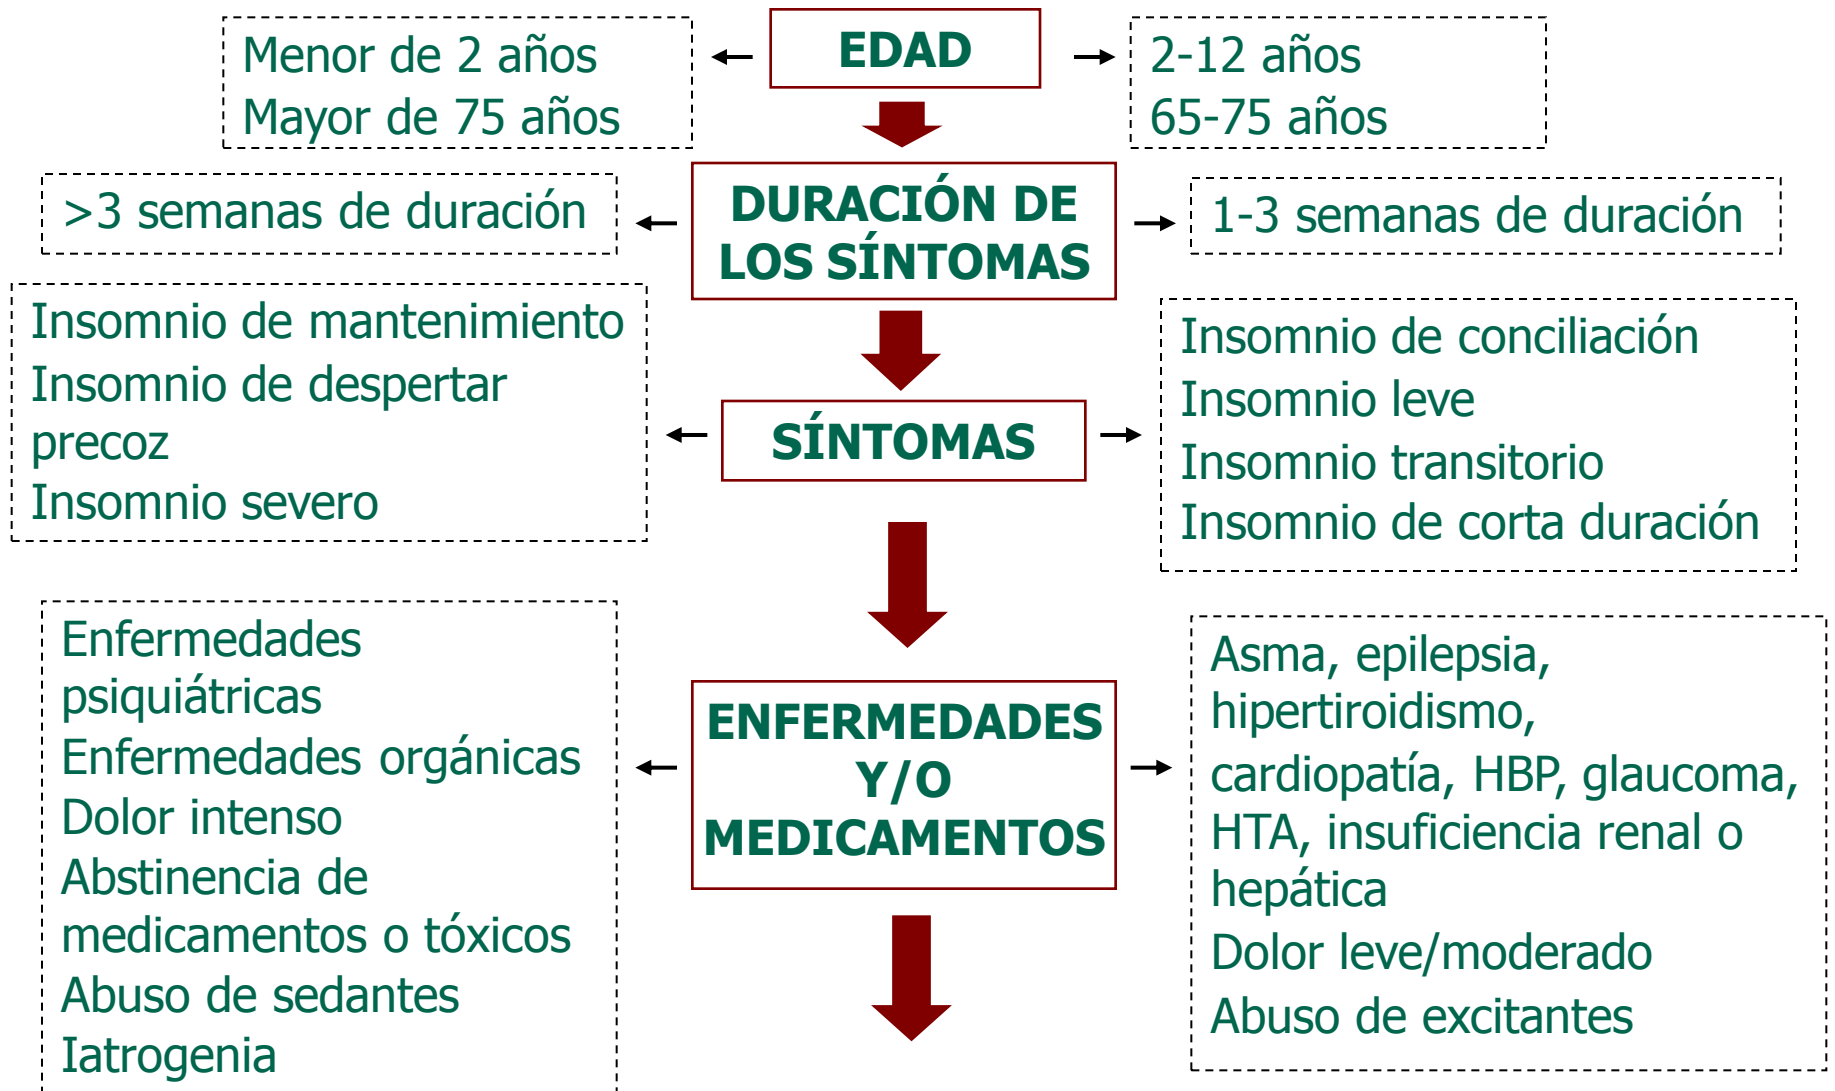 EDAD
Menor de 2 años
Mayor de 75 años
2-12 años
65-75 años
DURACIÓN DE
LOS SÍNTOMAS
>3 semanas de duración
1-3 semanas de duración
SÍNTOMAS
Insomnio de mantenimiento
Insomnio de despertar
precoz
Insomnio severo
Insomnio de conciliación
Insomnio leve
Insomnio transitorio
Insomnio de corta duración
ENFERMEDADES
Y/O
MEDICAMENTOS
Enfermedades
psiquiátricas
Enfermedades orgánicas
Dolor intenso
Abstinencia de
medicamentos o tóxicos
Abuso de sedantes
Iatrogenia
Asma, epilepsia,
hipertiroidismo,
cardiopatía, HBP, glaucoma,
HTA, insuficiencia renal o
hepática
Dolor leve/moderado
Abuso de excitantes